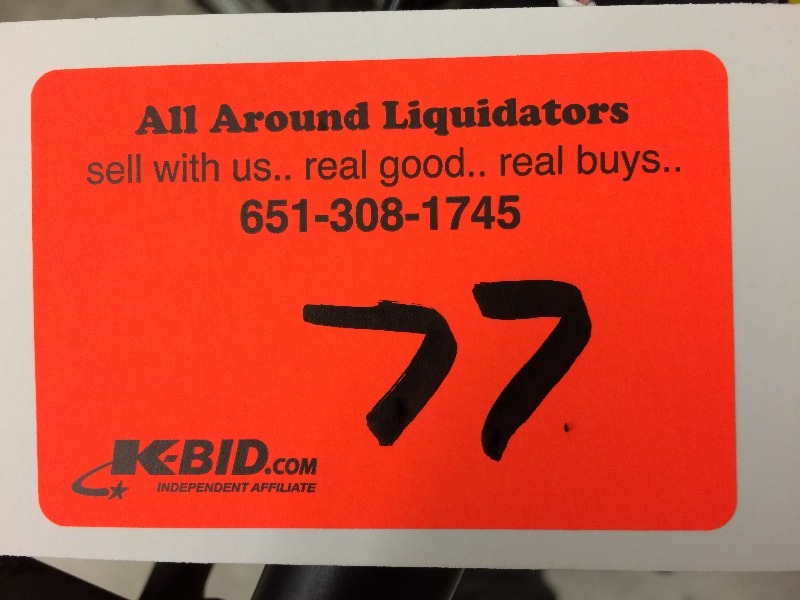 All Around Liquidators
sell with us.. real good.. real buys..
651-308-1745
77
K-BID.COM
INDEPENDENT AFFILIATE